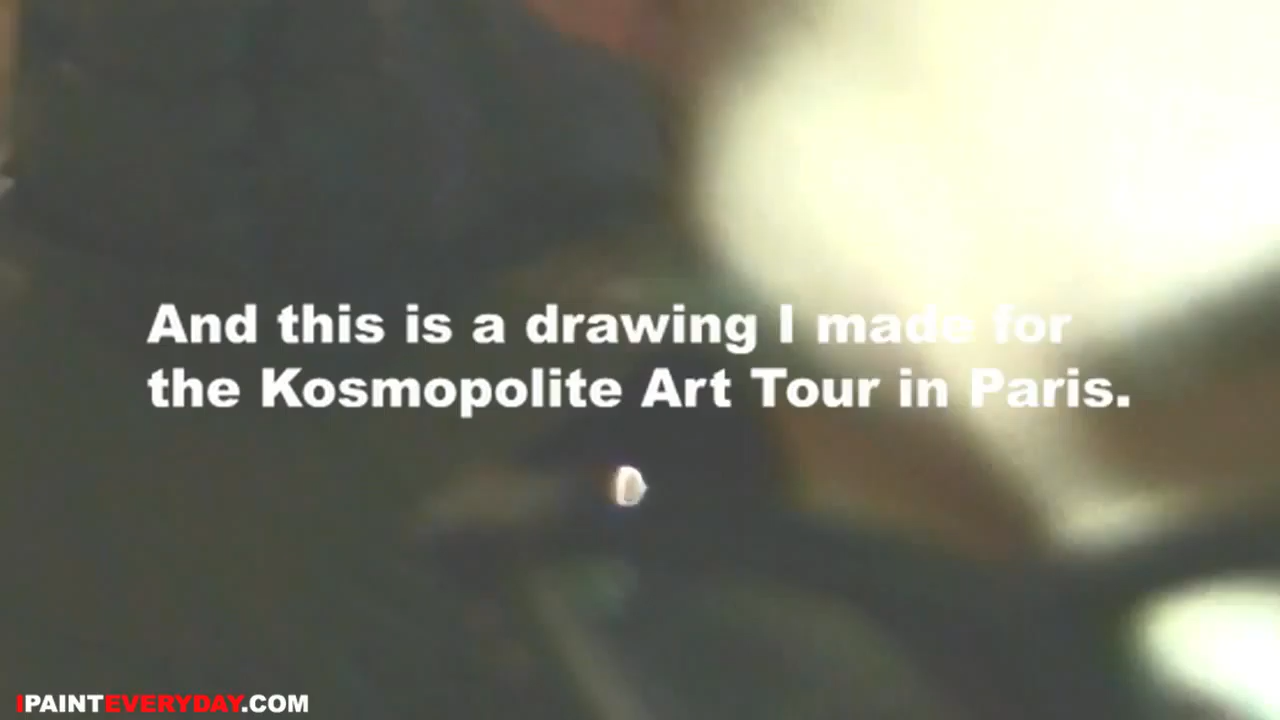 And this is a drawing I made for
the Kosmopolite Art Tour in Paris.
IPAINTEVERYDAY.COM